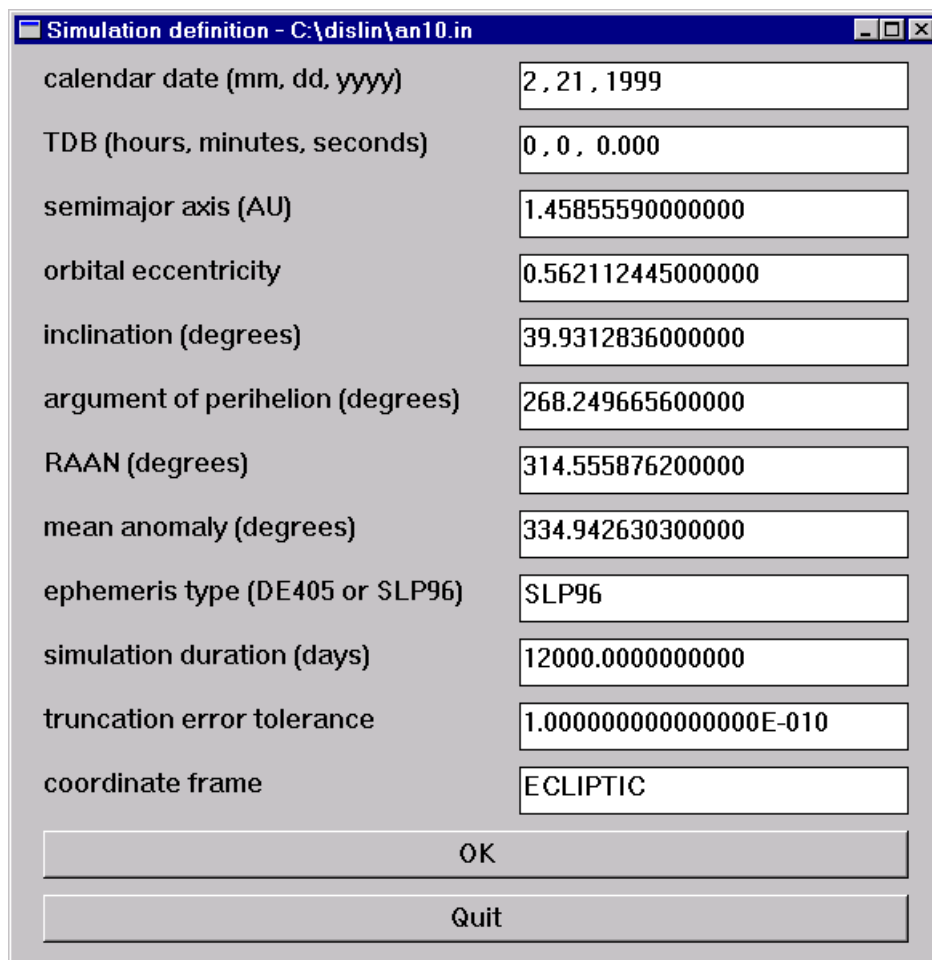 Simulation definition - C:\dislin\an10.in
calendar date (mm, dd, yyyy) 2 , 21 , 1999
TDB (hours, minutes, seconds) 0 , 0 , 0.000
semimajor axis (AU) 1.45855590000000
orbital eccentricity 0.562112445000000
inclination (degrees) 39.9312836000000
argument of perihelion (degrees) 268.249665600000
RAAN (degrees) 314.555876200000
mean anomaly (degrees) 334.942630300000
ephemeris type (DE405 or SLP96) SLP96
simulation duration (days) 12000.0000000000
truncation error tolerance 1.000000000000000E-010
coordinate frame ECLIPTIC
OK
Quit